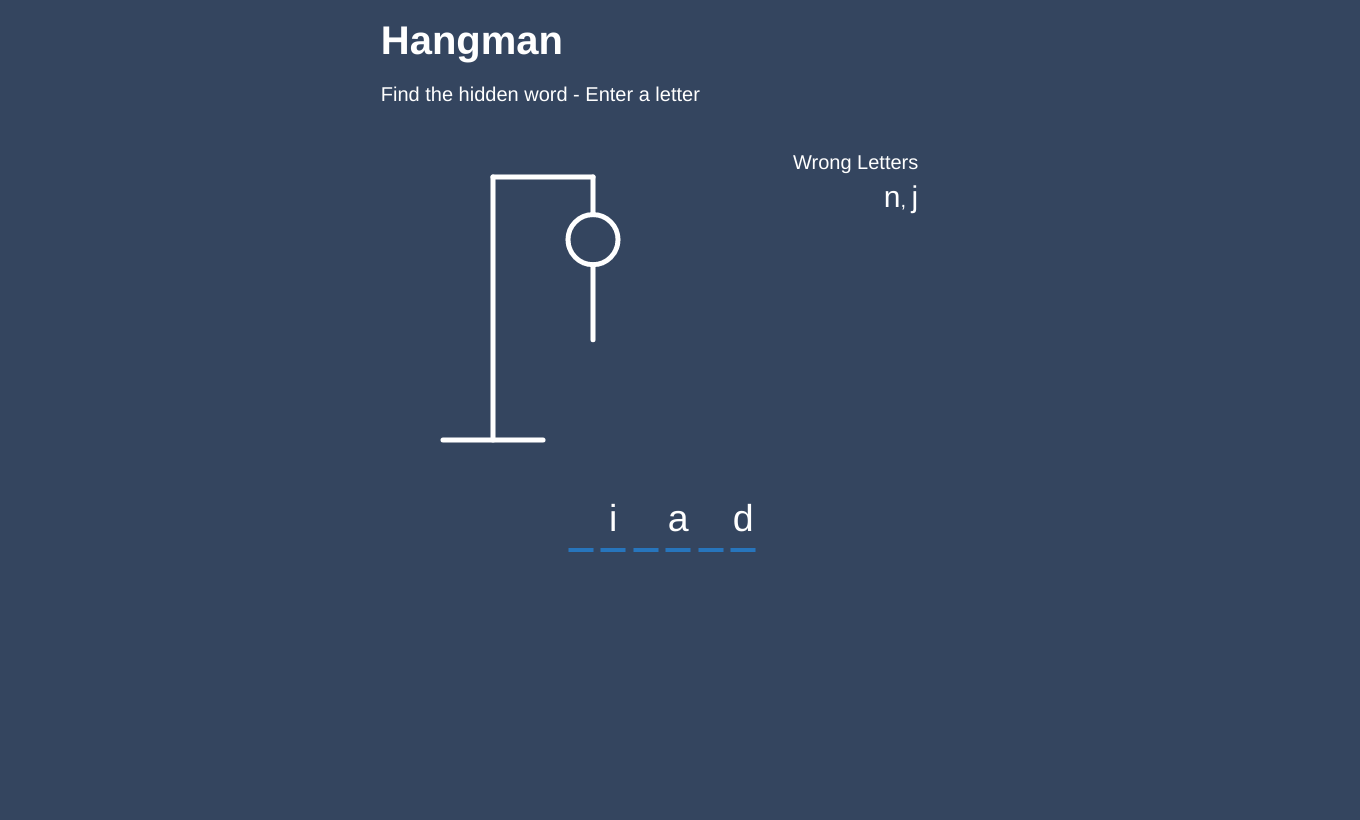 Hangman
Find the hidden word - Enter a letter
Wrong Letters
n, j
i a d